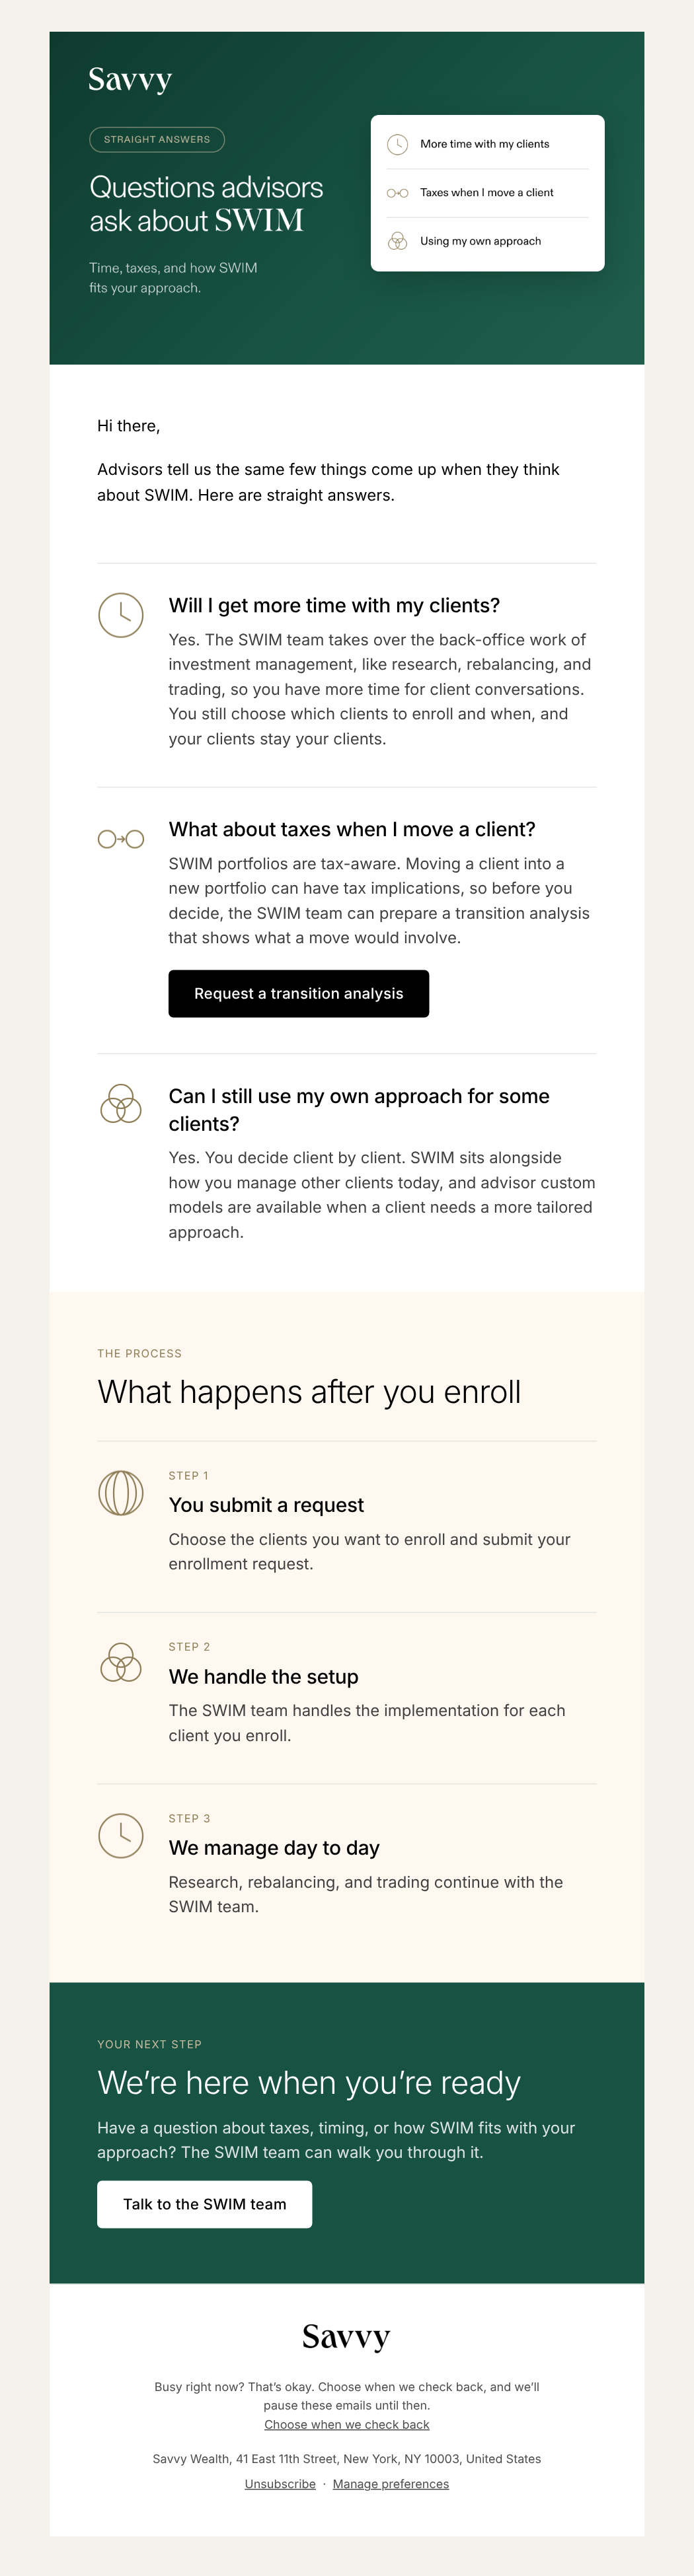 Savvy
STRAIGHT ANSWERS
Questions advisors
ask about SWIM
Time, taxes, and how SWIM
fits your approach.
More time with my clients
Taxes when I move a client
Using my own approach
Hi there,
Advisors tell us the same few things come up when they think
about SWIM. Here are straight answers.
Will I get more time with my clients?
Yes. The SWIM team takes over the back-office work of
investment management, like research, rebalancing, and
trading, so you have more time for client conversations.
You still choose which clients to enroll and when, and
your clients stay your clients.
What about taxes when I move a client?
SWIM portfolios are tax-aware. Moving a client into a
new portfolio can have tax implications, so before you
decide, the SWIM team can prepare a transition analysis
that shows what a move would involve.
Request a transition analysis
Can I still use my own approach for some
clients?
Yes. You decide client by client. SWIM sits alongside
how you manage other clients today, and advisor custom
models are available when a client needs a more tailored
approach.
THE PROCESS
What happens after you enroll
STEP 1
You submit a request
Choose the clients you want to enroll and submit your
enrollment request.
STEP 2
We handle the setup
The SWIM team handles the implementation for each
client you enroll.
STEP 3
We manage day to day
Research, rebalancing, and trading continue with the
SWIM team.
YOUR NEXT STEP
We’re here when you’re ready
Have a question about taxes, timing, or how SWIM fits with your
approach? The SWIM team can walk you through it.
Talk to the SWIM team
Savvy
Busy right now? That’s okay. Choose when we check back, and we’ll
pause these emails until then.
Choose when we check back
Savvy Wealth, 41 East 11th Street, New York, NY 10003, United States
Unsubscribe · Manage preferences